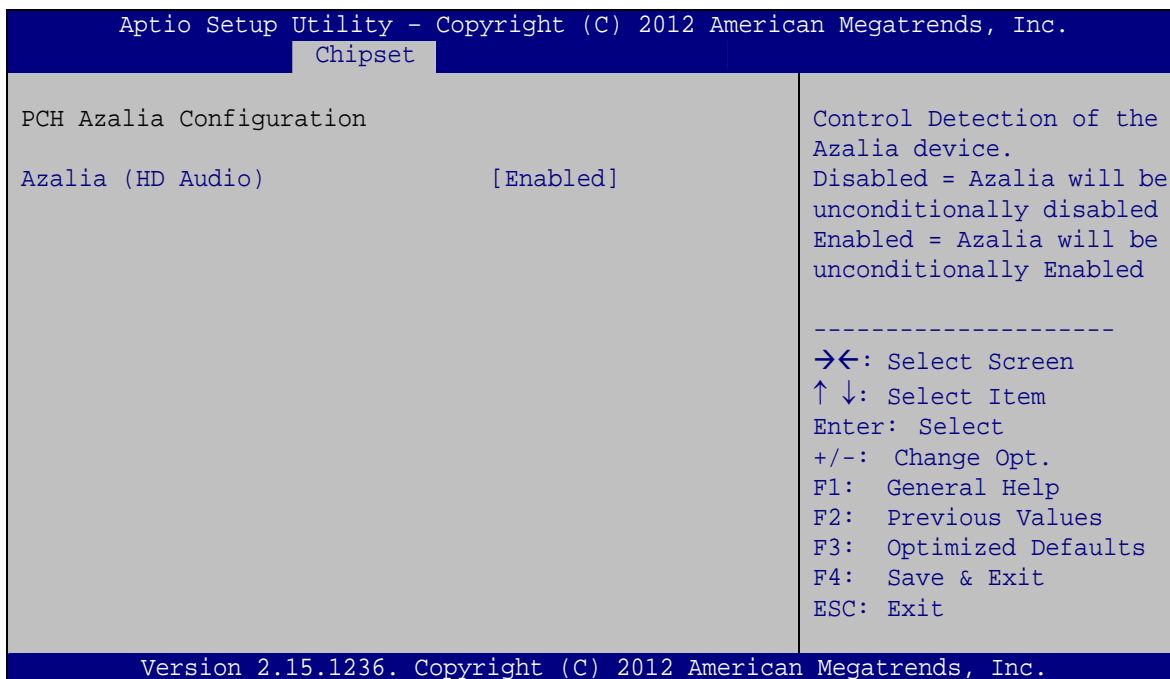 Aptio Setup Utility – Copyright (C) 2012 American Megatrends, Inc.
Chipset
PCH Azalia Configuration
Azalia (HD Audio) [Enabled]
Control Detection of the
Azalia device.
Disabled = Azalia will be
unconditionally disabled
Enabled = Azalia will be
unconditionally Enabled
---------------------
→←: Select Screen
↑ ↓: Select Item
Enter: Select
+/-: Change Opt.
F1: General Help
F2: Previous Values
F3: Optimized Defaults
F4: Save & Exit
ESC: Exit
Version 2.15.1236. Copyright (C) 2012 American Megatrends, Inc.